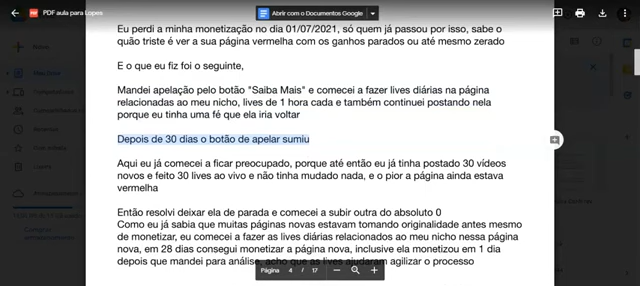 PDF aula para Lopes
Abrir com o Documentos Google
Eu perdi a minha monetização no dia 01/07/2021, só quem já passou por isso, sabe o
quão triste é ver a sua página vermelha com os ganhos parados ou até mesmo zerado
E o que eu fiz foi o seguinte,
Mandei apelação pelo botão "Saiba Mais" e comecei a fazer lives diárias na página
relacionadas ao meu nicho, lives de 1 hora cada e também continuei postando nela
porque eu tinha uma fé que ela iria voltar
Depois de 30 dias o botão de apelar sumiu
Aqui eu já comecei a ficar preocupado, porque até então eu já tinha postado 30 vídeos
novos e feito 30 lives ao vivo e não tinha mudado nada, e o pior a página ainda estava
vermelha
Então resolvi deixar ela de parada e comecei a subir outra do absoluto 0
Como eu já sabia que muitas páginas novas estavam tomando originalidade antes mesmo
de monetizar, eu comecei a fazer as lives diárias relacionados ao meu nicho nessa página
nova, em 28 dias consegui monetizar a página nova, inclusive ela monetizou em 1 dia
depois que mandei para análise, acho que as lives ajudaram agilizar o processo
Página 4 / 17